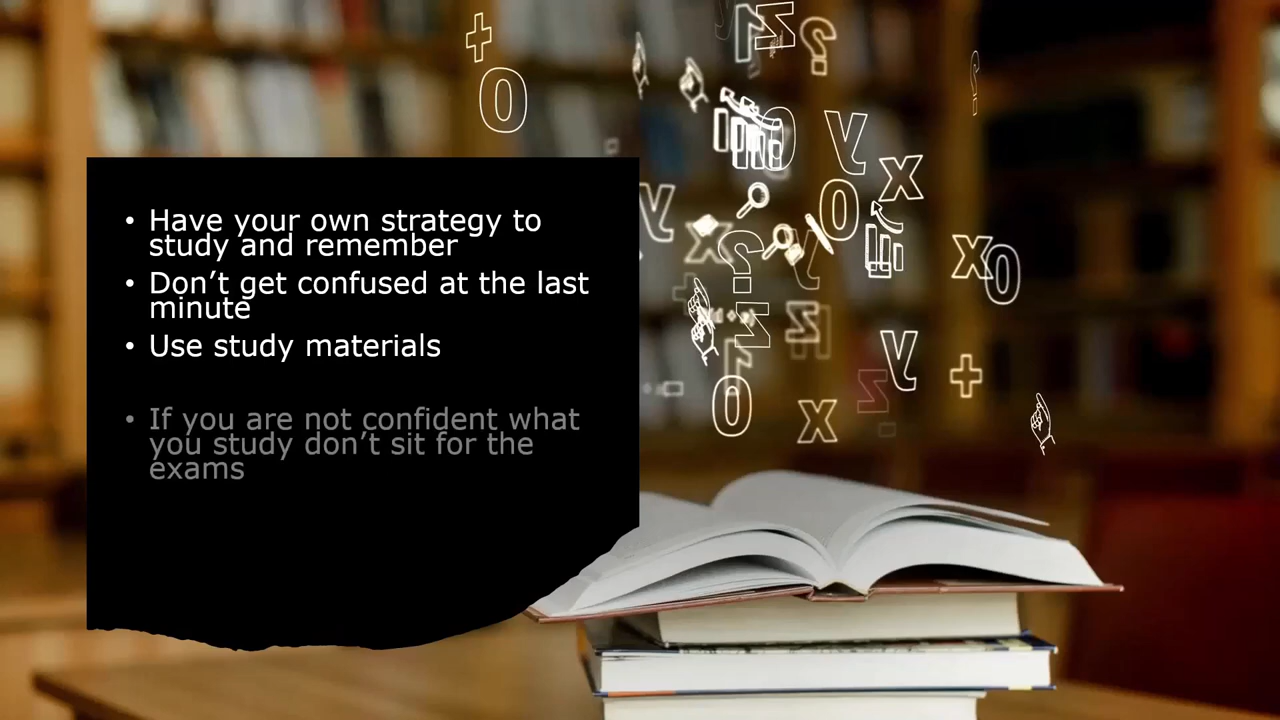 • Have your own strategy to
study and remember
• Don’t get confused at the last
minute
• Use study materials
• If you are not confident what
you study don’t sit for the
exams